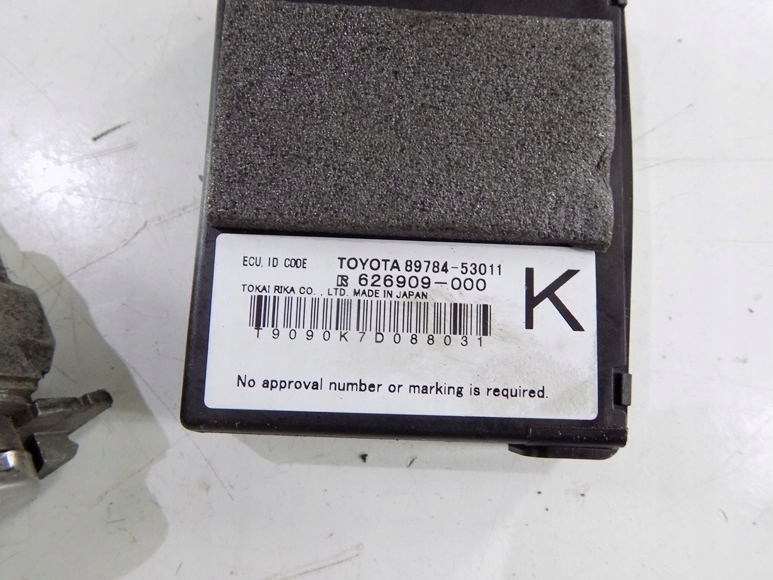 ECU. ID CODE TOYOTA 89784-53011
R 626909-000
TOKAI RIKA CO., LTD. MADE IN JAPAN
K
T9090K7D088031
No approval number or marking is required.